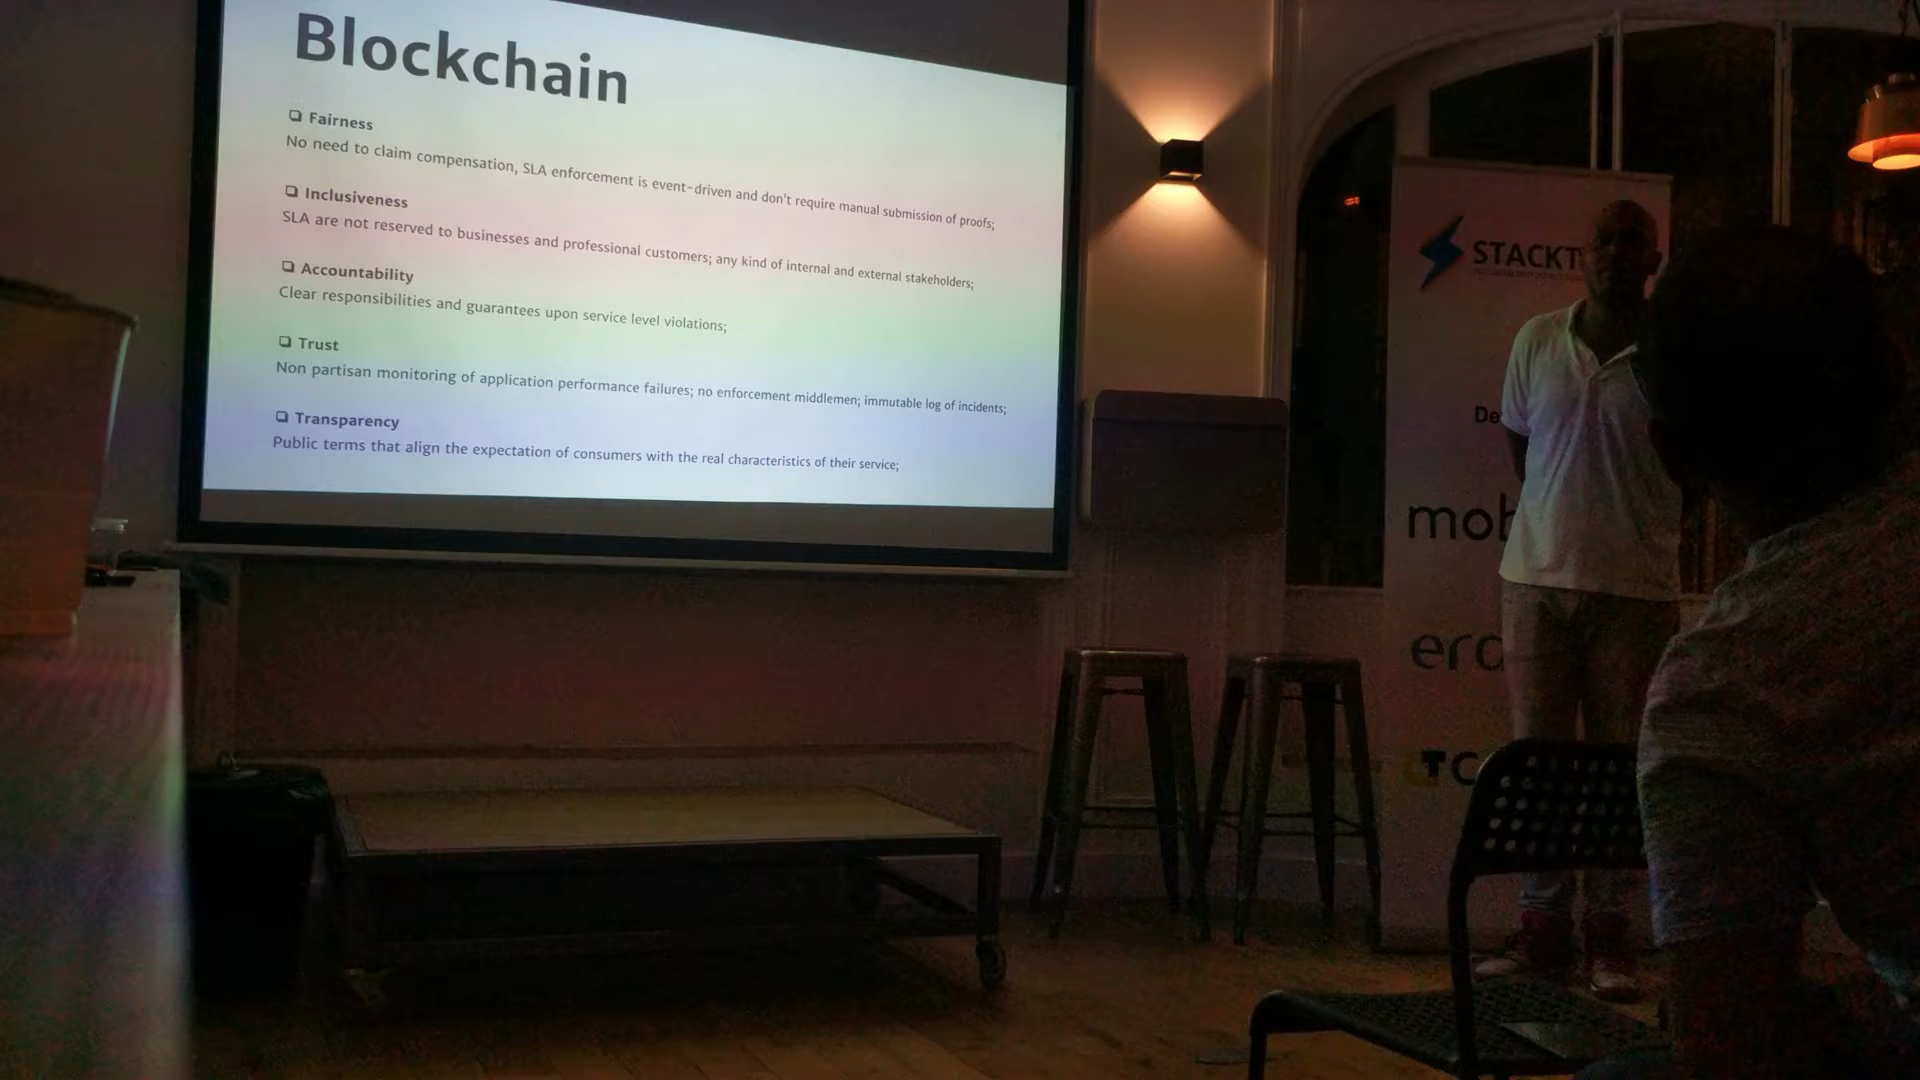 Blockchain
❑ Fairness
No need to claim compensation, SLA enforcement is event-driven and don't require manual submission of proofs;
❑ Inclusiveness
SLA are not reserved to businesses and professional customers; any kind of internal and external stakeholders;
❑ Accountability
Clear responsibilities and guarantees upon service level violations;
❑ Trust
Non partisan monitoring of application performance failures; no enforcement middlemen; immutable log of incidents;
❑ Transparency
Public terms that align the expectation of consumers with the real characteristics of their service;
STACKT
De
mob
erd
TC